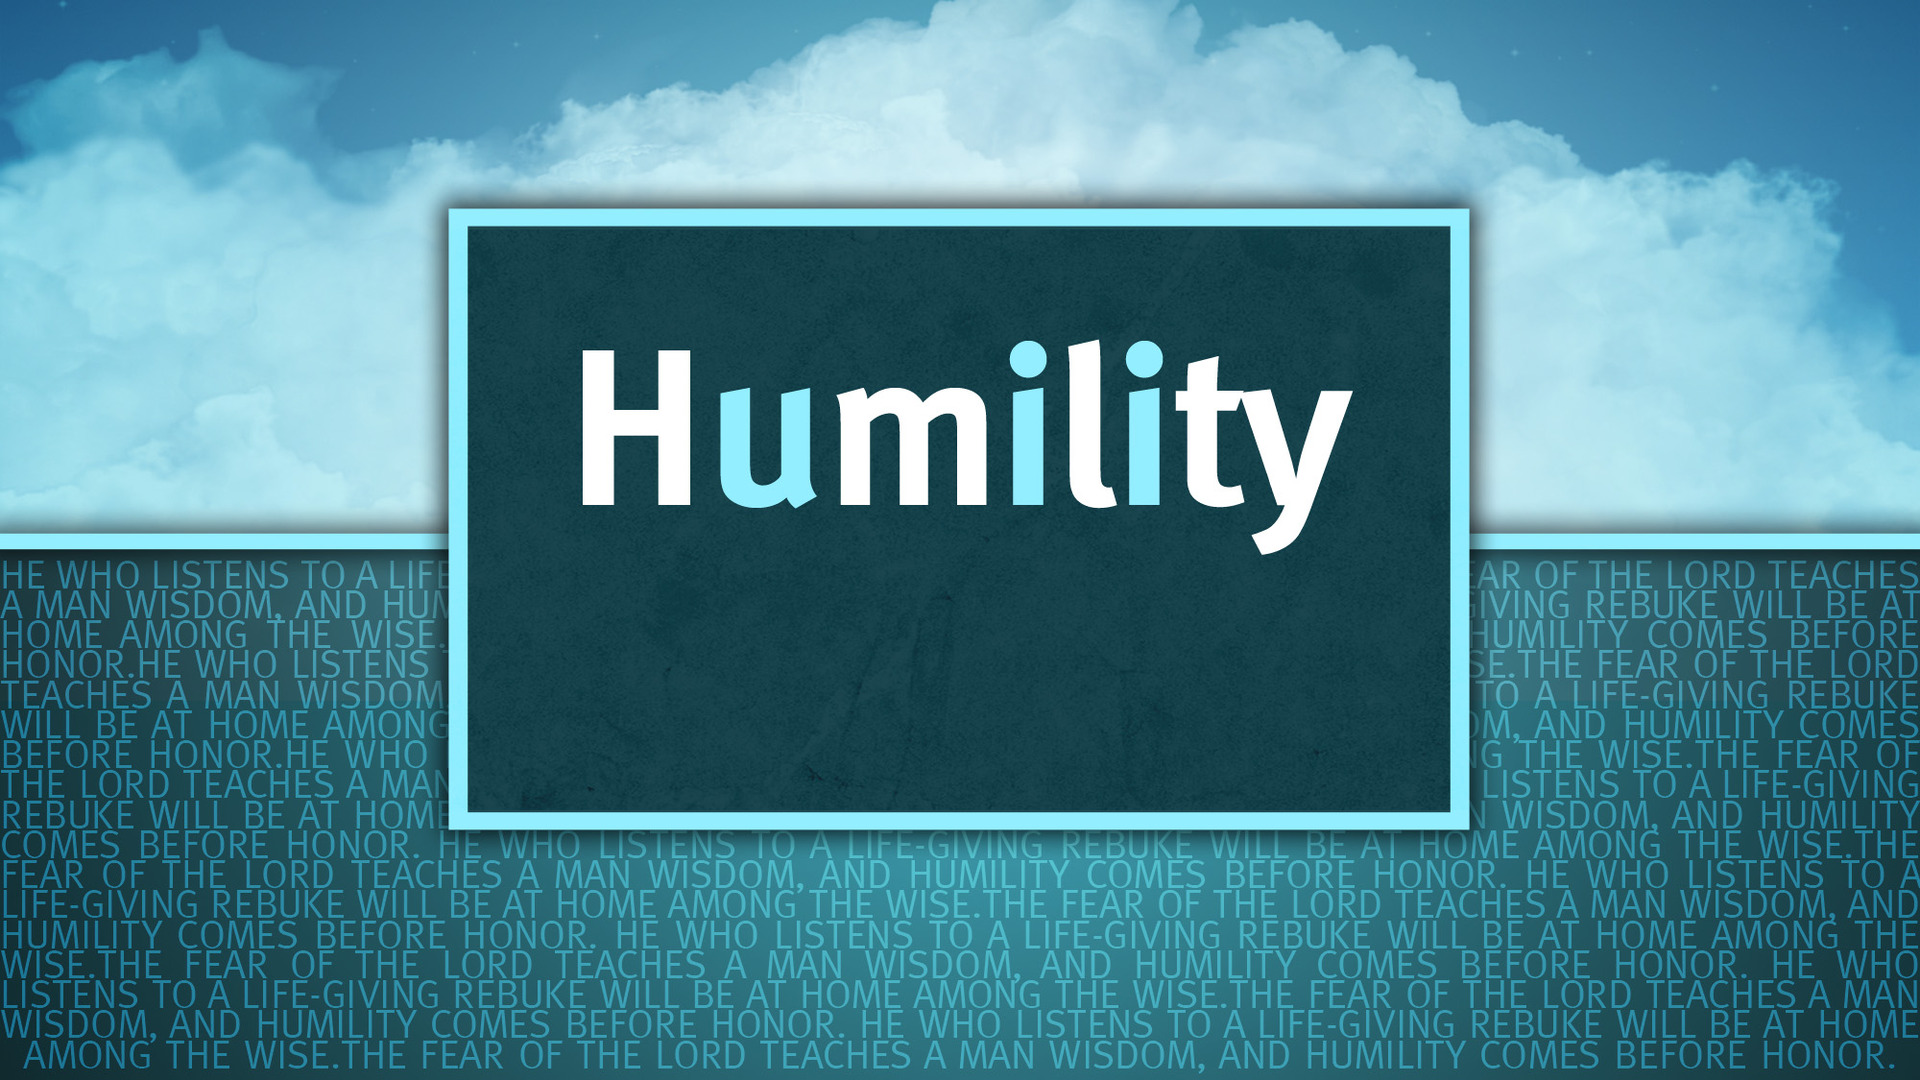 Humility
HE WHO LISTENS TO A LIFE EAR OF THE LORD TEACHES
A MAN WISDOM, AND HUM GIVING REBUKE WILL BE AT
HOME AMONG THE WISE. HUMILITY COMES BEFORE
HONOR.HE WHO LISTENS SE.THE FEAR OF THE LORD
TEACHES A MAN WISDOM TO A LIFE-GIVING REBUKE
WILL BE AT HOME AMONG OM, AND HUMILITY COMES
BEFORE HONOR.HE WHO NG THE WISE.THE FEAR OF
THE LORD TEACHES A MAN LISTENS TO A LIFE-GIVING
REBUKE WILL BE AT HOME N WISDOM, AND HUMILITY
COMES BEFORE HONOR. HE WHO LISTENS TO A LIFE-GIVING REBUKE WILL BE AT HOME AMONG THE WISE.THE
FEAR OF THE LORD TEACHES A MAN WISDOM, AND HUMILITY COMES BEFORE HONOR. HE WHO LISTENS TO A
LIFE-GIVING REBUKE WILL BE AT HOME AMONG THE WISE.THE FEAR OF THE LORD TEACHES A MAN WISDOM, AND
HUMILITY COMES BEFORE HONOR. HE WHO LISTENS TO A LIFE-GIVING REBUKE WILL BE AT HOME AMONG THE
WISE.THE FEAR OF THE LORD TEACHES A MAN WISDOM, AND HUMILITY COMES BEFORE HONOR. HE WHO
LISTENS TO A LIFE-GIVING REBUKE WILL BE AT HOME AMONG THE WISE.THE FEAR OF THE LORD TEACHES A MAN
WISDOM, AND HUMILITY COMES BEFORE HONOR. HE WHO LISTENS TO A LIFE-GIVING REBUKE WILL BE AT HOME
AMONG THE WISE.THE FEAR OF THE LORD TEACHES A MAN WISDOM, AND HUMILITY COMES BEFORE HONOR.